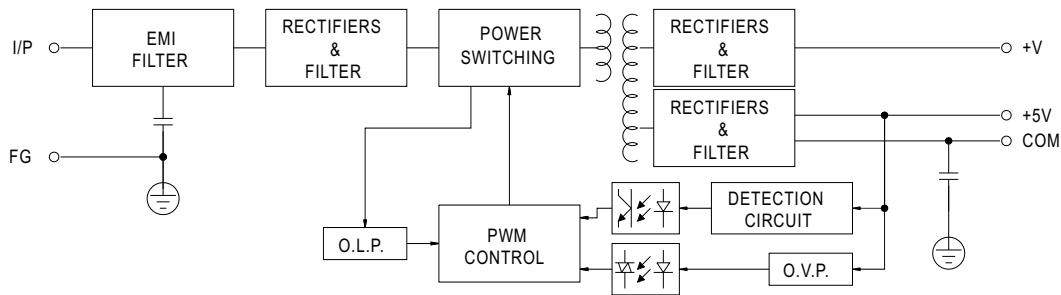 I/P
EMI
FILTER
RECTIFIERS
&
FILTER
POWER
SWITCHING
RECTIFIERS
&
FILTER
+V
RECTIFIERS
&
FILTER
+5V
COM
FG
DETECTION
CIRCUIT
O.L.P.
PWM
CONTROL
O.V.P.